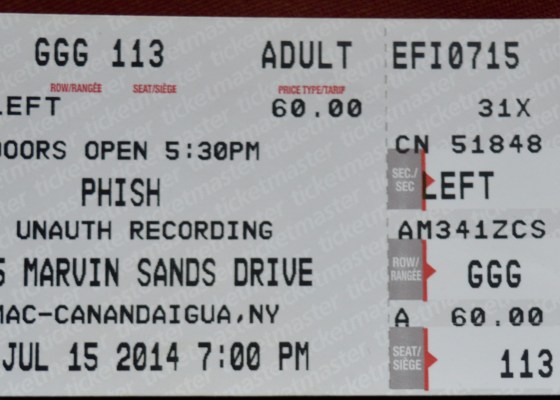 GGG 113 ADULT
ROW/RANGÉE SEAT/SIÈGE PRICE TYPE/TARIF
LEFT 60.00
DOORS OPEN 5:30PM
PHISH
UNAUTH RECORDING
5 MARVIN SANDS DRIVE
MAC-CANANDAIGUA,NY
JUL 15 2014 7:00 PM
EFI0715
31X
CN 51848
SEC./
SEC
LEFT
AM341ZCS
ROW/
RANGÉE
GGG
A 60.00
SEAT/
SIÈGE
113